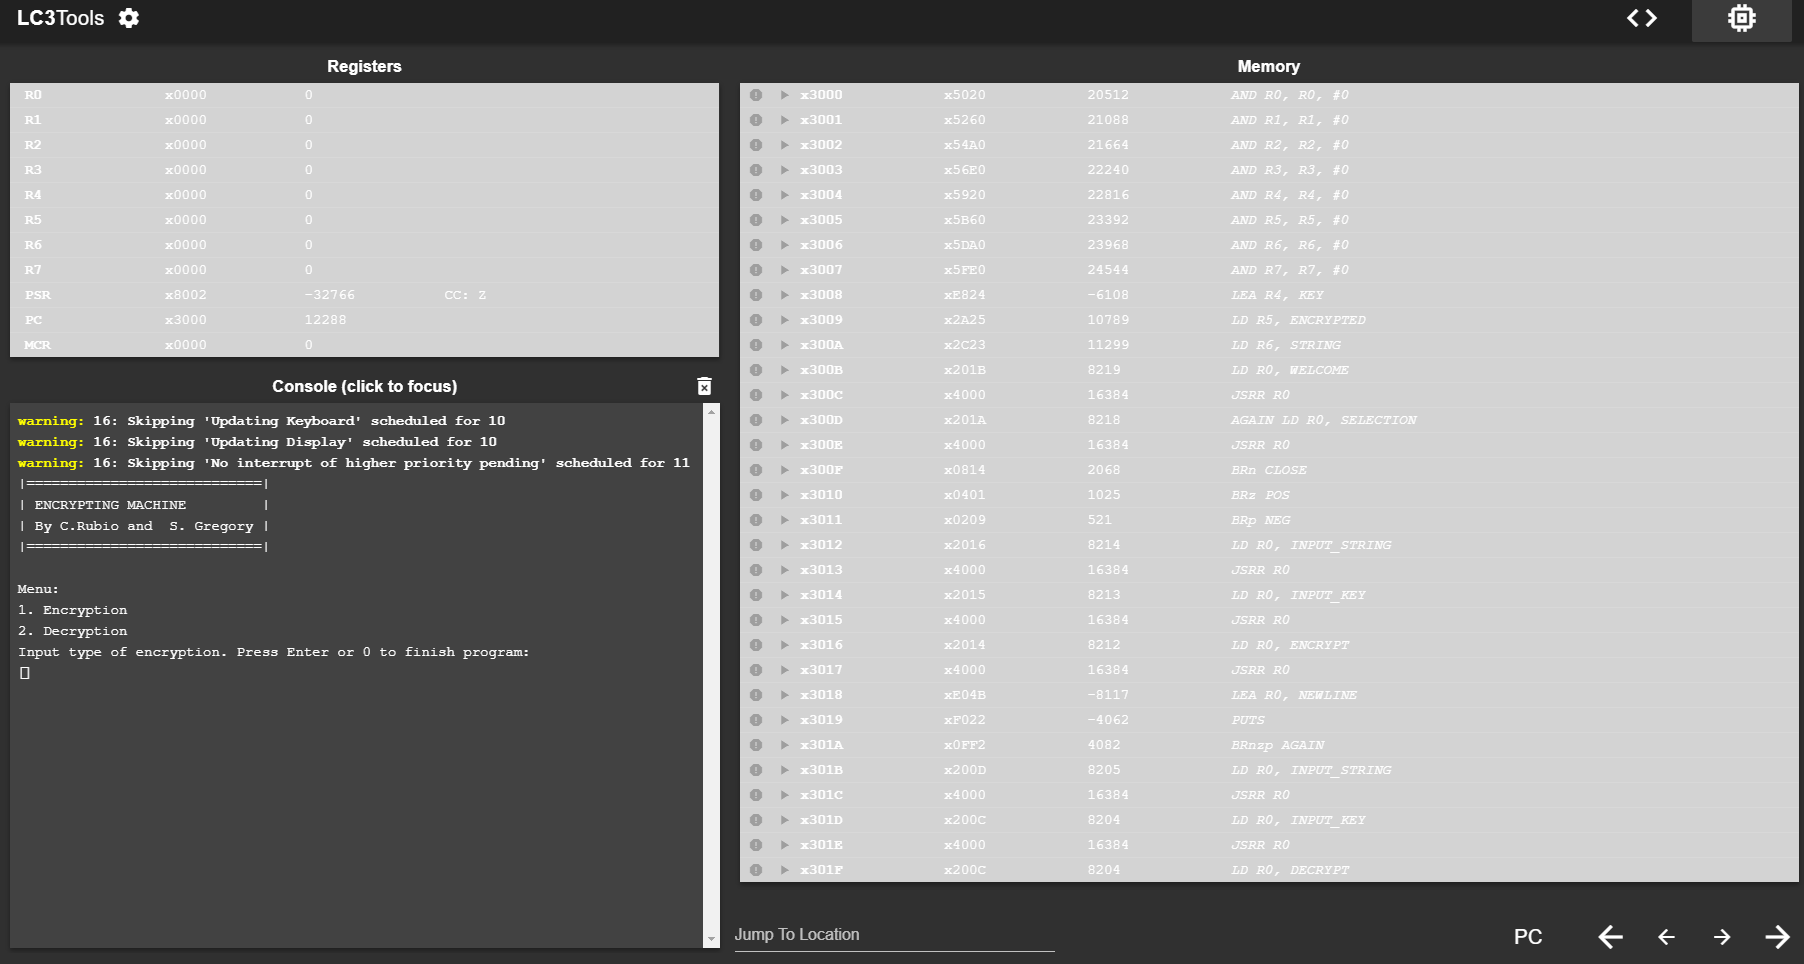 LC3Tools
Registers
R0 x0000 0
R1 x0000 0
R2 x0000 0
R3 x0000 0
R4 x0000 0
R5 x0000 0
R6 x0000 0
R7 x0000 0
PSR x8002 -32766 CC: Z
PC x3000 12288
MCR x0000 0
Console (click to focus)
warning: 16: Skipping 'Updating Keyboard' scheduled for 10
warning: 16: Skipping 'Updating Display' scheduled for 10
warning: 16: Skipping 'No interrupt of higher priority pending' scheduled for 11
|============================|
| ENCRYPTING MACHINE         |
| By C.Rubio and  S. Gregory |
|============================|
Menu:
1. Encryption
2. Decryption
Input type of encryption. Press Enter or 0 to finish program:
Memory
x3000 x5020 20512 AND R0, R0, #0
x3001 x5260 21088 AND R1, R1, #0
x3002 x54A0 21664 AND R2, R2, #0
x3003 x56E0 22240 AND R3, R3, #0
x3004 x5920 22816 AND R4, R4, #0
x3005 x5B60 23392 AND R5, R5, #0
x3006 x5DA0 23968 AND R6, R6, #0
x3007 x5FE0 24544 AND R7, R7, #0
x3008 xE824 -6108 LEA R4, KEY
x3009 x2A25 10789 LD R5, ENCRYPTED
x300A x2C23 11299 LD R6, STRING
x300B x201B 8219 LD R0, WELCOME
x300C x4000 16384 JSRR R0
x300D x201A 8218 AGAIN LD R0, SELECTION
x300E x4000 16384 JSRR R0
x300F x0814 2068 BRn CLOSE
x3010 x0401 1025 BRz POS
x3011 x0209 521 BRp NEG
x3012 x2016 8214 LD R0, INPUT_STRING
x3013 x4000 16384 JSRR R0
x3014 x2015 8213 LD R0, INPUT_KEY
x3015 x4000 16384 JSRR R0
x3016 x2014 8212 LD R0, ENCRYPT
x3017 x4000 16384 JSRR R0
x3018 xE04B -8117 LEA R0, NEWLINE
x3019 xF022 -4062 PUTS
x301A x0FF2 4082 BRnzp AGAIN
x301B x200D 8205 LD R0, INPUT_STRING
x301C x4000 16384 JSRR R0
x301D x200C 8204 LD R0, INPUT_KEY
x301E x4000 16384 JSRR R0
x301F x200C 8204 LD R0, DECRYPT
Jump To Location
PC